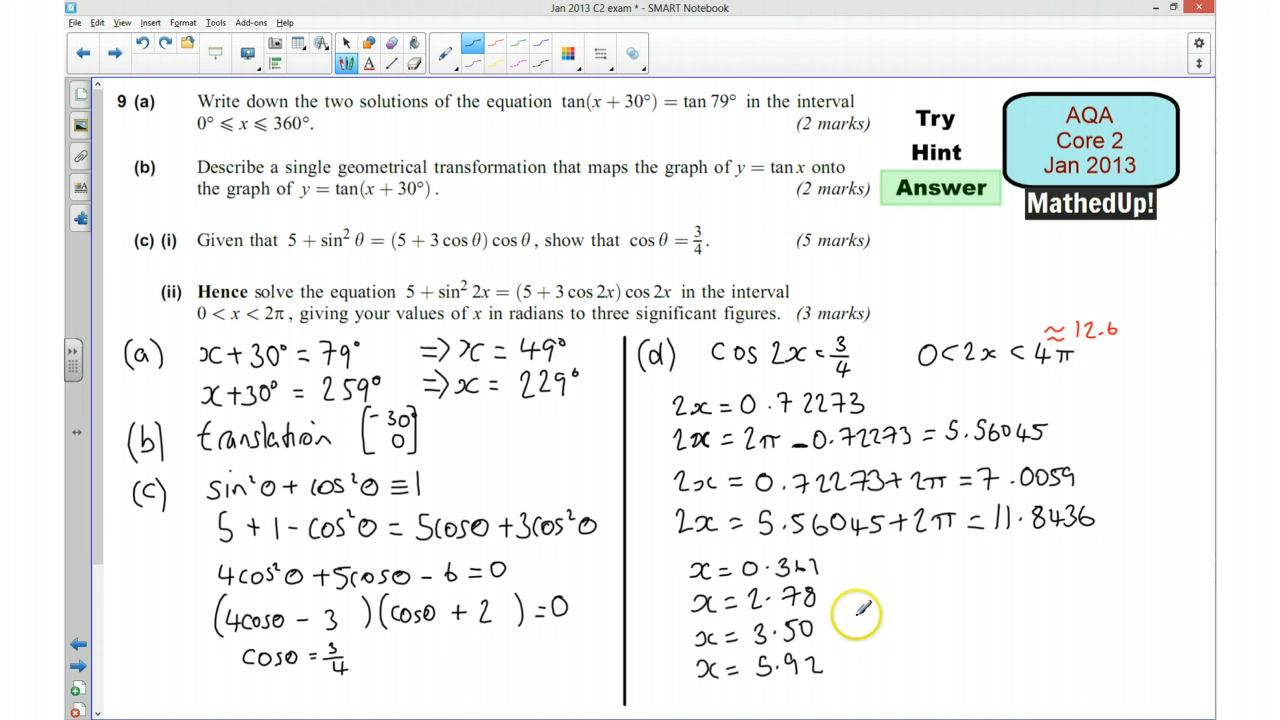 Jan 2013 C2 exam * - SMART Notebook
File Edit View Insert Format Tools Add-ons Help
9 (a) Write down the two solutions of the equation tan(x + 30°) = tan 79° in the interval
0° ⩽ x ⩽ 360°. (2 marks)
(b) Describe a single geometrical transformation that maps the graph of y = tan x onto
the graph of y = tan(x + 30°) . (2 marks)
(c) (i) Given that 5 + sin² θ = (5 + 3 cos θ) cos θ , show that cos θ = 3/4 . (5 marks)
(ii) Hence solve the equation 5 + sin² 2x = (5 + 3 cos 2x) cos 2x in the interval
0 < x < 2π , giving your values of x in radians to three significant figures. (3 marks)
Try
Hint
Answer
AQA
Core 2
Jan 2013
MathedUp!
(a) x + 30° = 79° => x = 49°
x + 30° = 259° => x = 229°
(b) translation [-30 0]
(c) sin²θ + cos²θ ≡ 1
5 + 1 - cos²θ = 5cosθ + 3cos²θ
4cos²θ + 5cosθ - 6 = 0
(4cosθ - 3 )(cosθ + 2 ) = 0
cosθ = 3/4
(d) cos 2x = 3/4 0 < 2x < 4π ≈ 12.6
2x = 0.72273
2x = 2π - 0.72273 = 5.56045
2x = 0.72273 + 2π = 7.0059
2x = 5.56045 + 2π = 11.8436
x = 0.361
x = 2.78
x = 3.50
x = 5.92